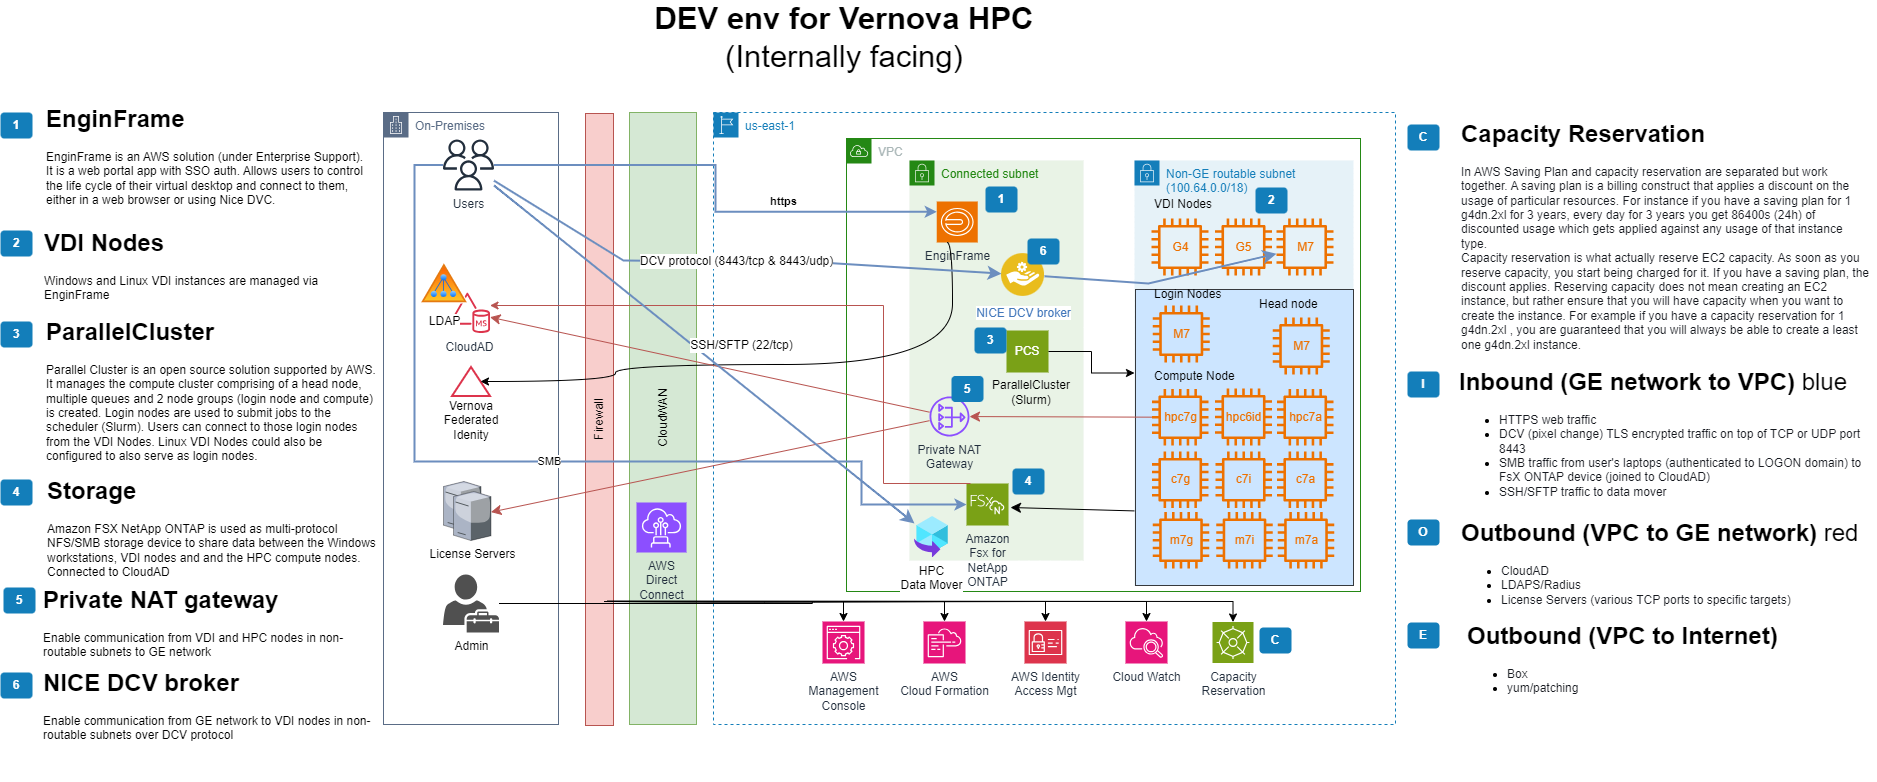 DEV env for Vernova HPC
(Internally facing)
1
EnginFrame
EnginFrame is an AWS solution (under Enterprise Support).
It is a web portal app with SSO auth. Allows users to control
the life cycle of their virtual desktop and connect to them,
either in a web browser or using Nice DVC.
2
VDI Nodes
Windows and Linux VDI instances are managed via
EnginFrame
3
ParallelCluster
Parallel Cluster is an open source solution supported by AWS.
It manages the compute cluster comprising of a head node,
multiple queues and 2 node groups (login node and compute)
is created. Login nodes are used to submit jobs to the
scheduler (Slurm). Users can connect to those login nodes
from the VDI Nodes. Linux VDI Nodes could also be
configured to also serve as login nodes.
4
Storage
Amazon FSX NetApp ONTAP is used as multi-protocol
NFS/SMB storage device to share data between the Windows
workstations, VDI nodes and and the HPC compute nodes.
Connected to CloudAD
5
Private NAT gateway
Enable communication from VDI and HPC nodes in non-
routable subnets to GE network
6
NICE DCV broker
Enable communication from GE network to VDI nodes in non-
routable subnets over DCV protocol
On-Premises
Users
LDAP
MS
CloudAD
Vernova
Federated
Idenity
License Servers
Admin
Firewall
CloudWAN
AWS
Direct
Connect
https
DCV protocol (8443/tcp & 8443/udp)
SSH/SFTP (22/tcp)
SMB
us-east-1
VPC
Connected subnet
1
EnginFrame
6
NICE DCV broker
3
PCS
ParallelCluster
(Slurm)
5
Private NAT
Gateway
4
FSx
N
Amazon
Fsx for
NetApp
ONTAP
HPC
Data Mover
Non-GE routable subnet
(100.64.0.0/18)
VDI Nodes
2
G4
G5
M7
Login Nodes
Head node
M7
M7
Compute Node
hpc7g
hpc6id
hpc7a
c7g
c7i
c7a
m7g
m7i
m7a
AWS
Management
Console
AWS
Cloud Formation
AWS Identity
Access Mgt
Cloud Watch
Capacity
Reservation
C
C
Capacity Reservation
In AWS Saving Plan and capacity reservation are separated but work
together. A saving plan is a billing construct that applies a discount on the
usage of particular resources. For instance if you have a saving plan for 1
g4dn.2xl for 3 years, every day for 3 years you get 86400s (24h) of
discounted usage which gets applied against any usage of that instance
type.
Capacity reservation is what actually reserve EC2 capacity. As soon as you
reserve capacity, you start being charged for it. If you have a saving plan, the
discount applies. Reserving capacity does not mean creating an EC2
instance, but rather ensure that you will have capacity when you want to
create the instance. For example if you have a capacity reservation for 1
g4dn.2xl , you are guaranteed that you will always be able to create a least
one g4dn.2xl instance.
I
Inbound (GE network to VPC) blue
• HTTPS web traffic
• DCV (pixel change) TLS encrypted traffic on top of TCP or UDP port
8443
• SMB traffic from user's laptops (authenticated to LOGON domain) to
FsX ONTAP device (joined to CloudAD)
• SSH/SFTP traffic to data mover
O
Outbound (VPC to GE network) red
• CloudAD
• LDAPS/Radius
• License Servers (various TCP ports to specific targets)
E
Outbound (VPC to Internet)
• Box
• yum/patching